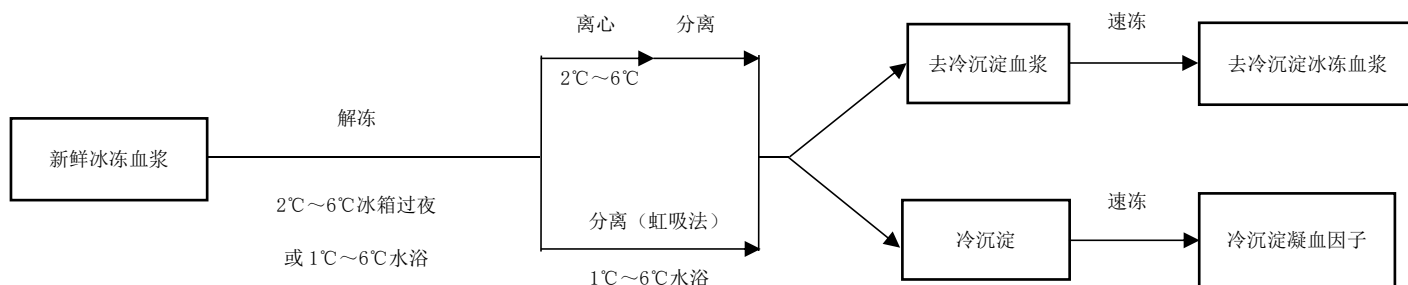 新鲜冰冻血浆
解冻
2℃～6℃冰箱过夜
或1℃～6℃水浴
离心
分离
2℃～6℃
分离（虹吸法）
1℃～6℃水浴
去冷沉淀血浆
速冻
去冷沉淀冰冻血浆
冷沉淀
速冻
冷沉淀凝血因子